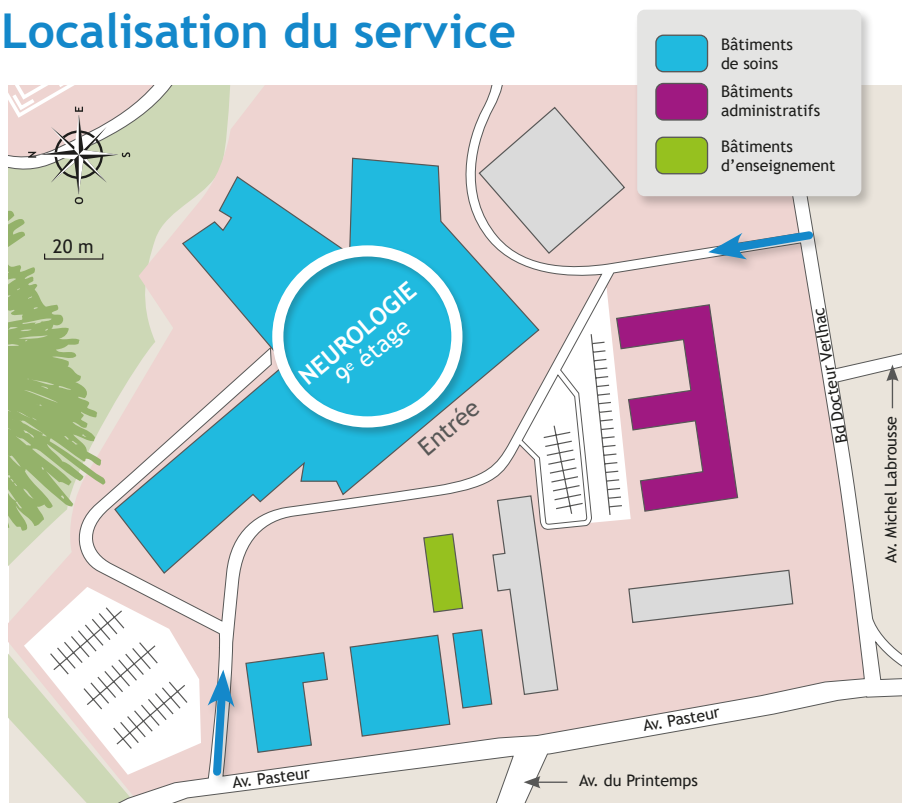 Localisation du service
Bâtiments
de soins
Bâtiments
administratifs
Bâtiments
d'enseignement
E
N
S
O
20 m
NEUROLOGIE
9e étage
Entrée
Bd Docteur Verlhac
Av. Michel Labrousse
Av. Pasteur
Av. Pasteur
Av. du Printemps